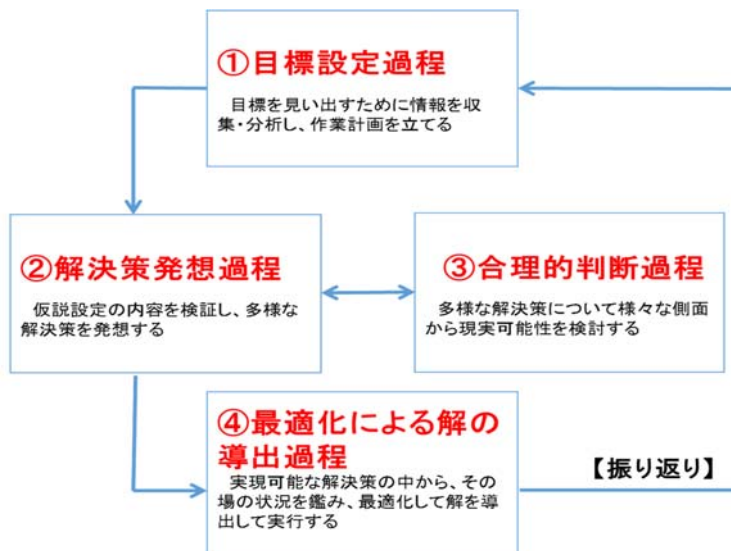 ①目標設定過程
目標を見い出すために情報を収
集・分析し、作業計画を立てる
②解決策発想過程
仮説設定の内容を検証し、多様な
解決策を発想する
③合理的判断過程
多様な解決策について様々な側面
から現実可能性を検討する
④最適化による解の
導出過程
実現可能な解決策の中から、その
場の状況を鑑み、最適化して解を導
出して実行する
【振り返り】